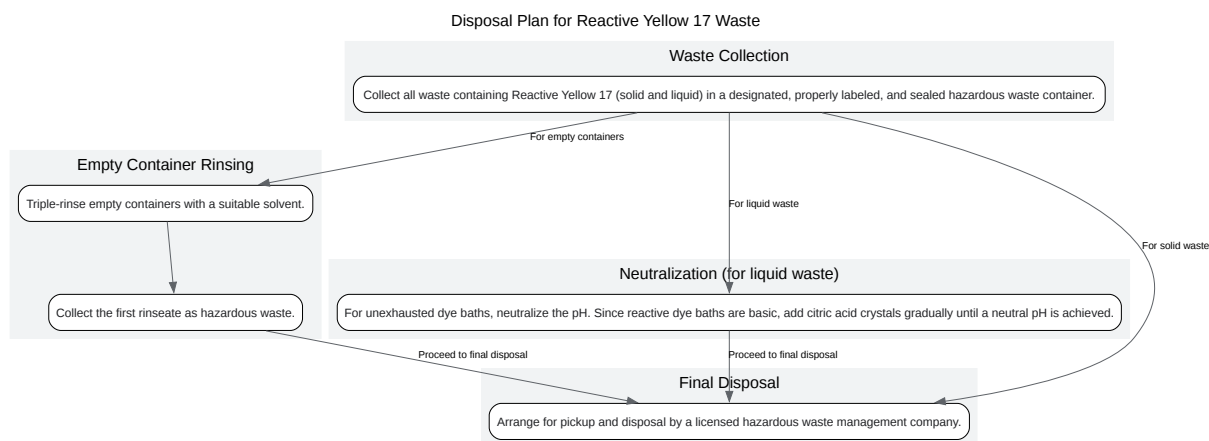 Disposal Plan for Reactive Yellow 17 Waste
Waste Collection
Collect all waste containing Reactive Yellow 17 (solid and liquid) in a designated, properly labeled, and sealed hazardous waste container.
For empty containers
Empty Container Rinsing
Triple-rinse empty containers with a suitable solvent.
For liquid waste
For solid waste
Neutralization (for liquid waste)
Collect the first rinseate as hazardous waste.
For unexhausted dye baths, neutralize the pH. Since reactive dye baths are basic, add citric acid crystals gradually until a neutral pH is achieved.
Proceed to final disposal
Proceed to final disposal
Final Disposal
Arrange for pickup and disposal by a licensed hazardous waste management company.